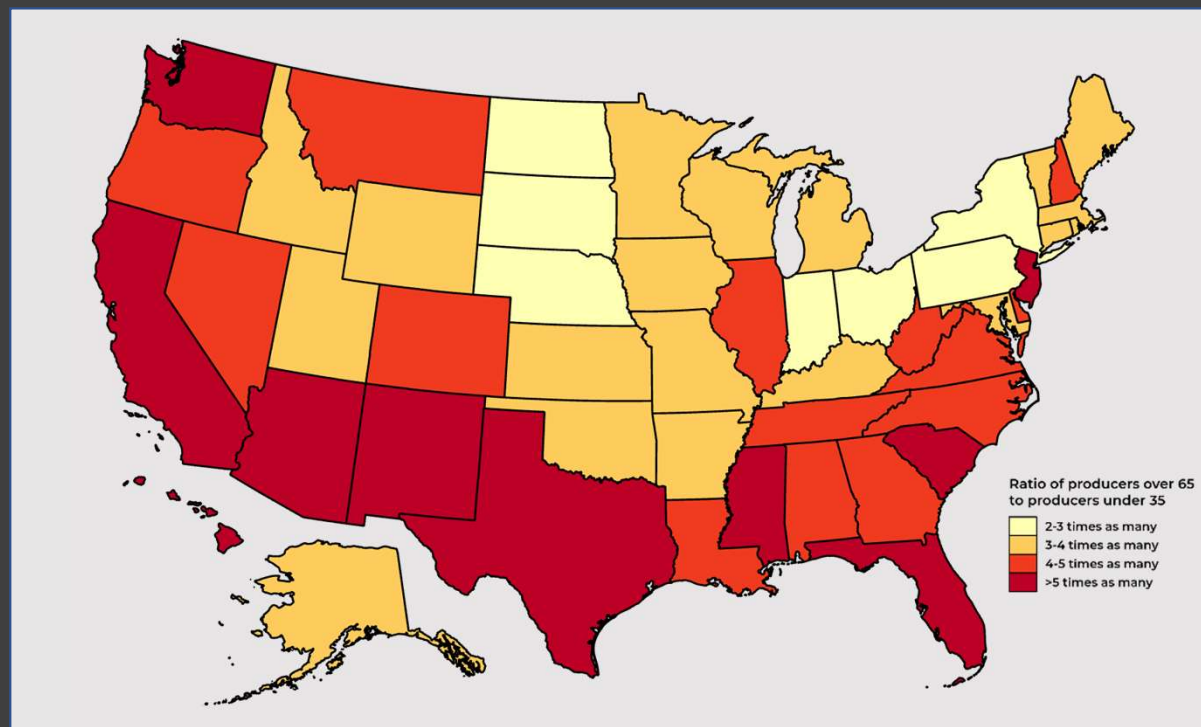 Ratio of producers over 65
to producers under 35
2-3 times as many
3-4 times as many
4-5 times as many
>5 times as many